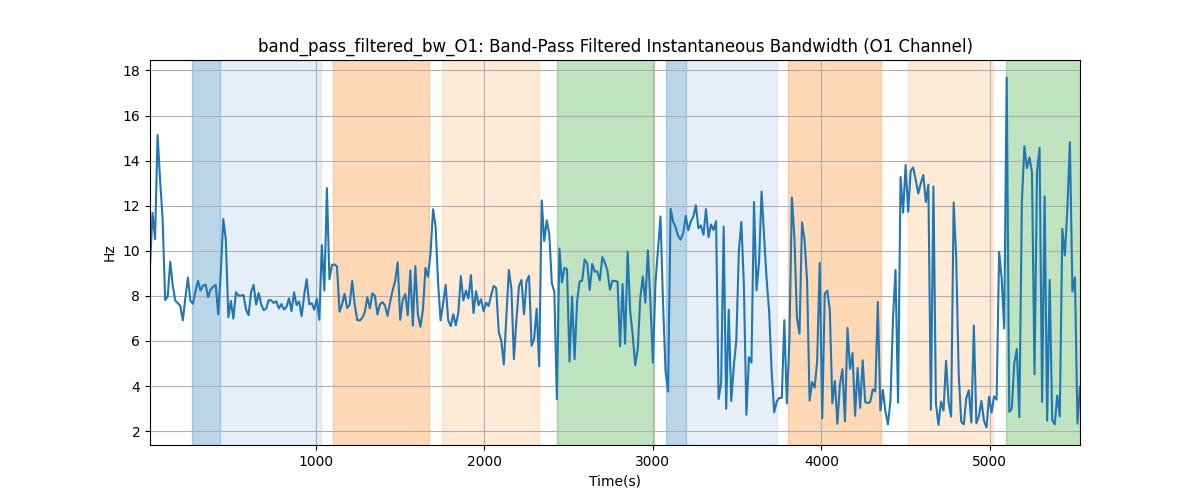 band_pass_filtered_bw_O1: Band-Pass Filtered Instantaneous Bandwidth (O1 Channel)
18
16
14
12
10
8
6
4
2
Hz
1000 2000 3000 4000 5000
Time(s)